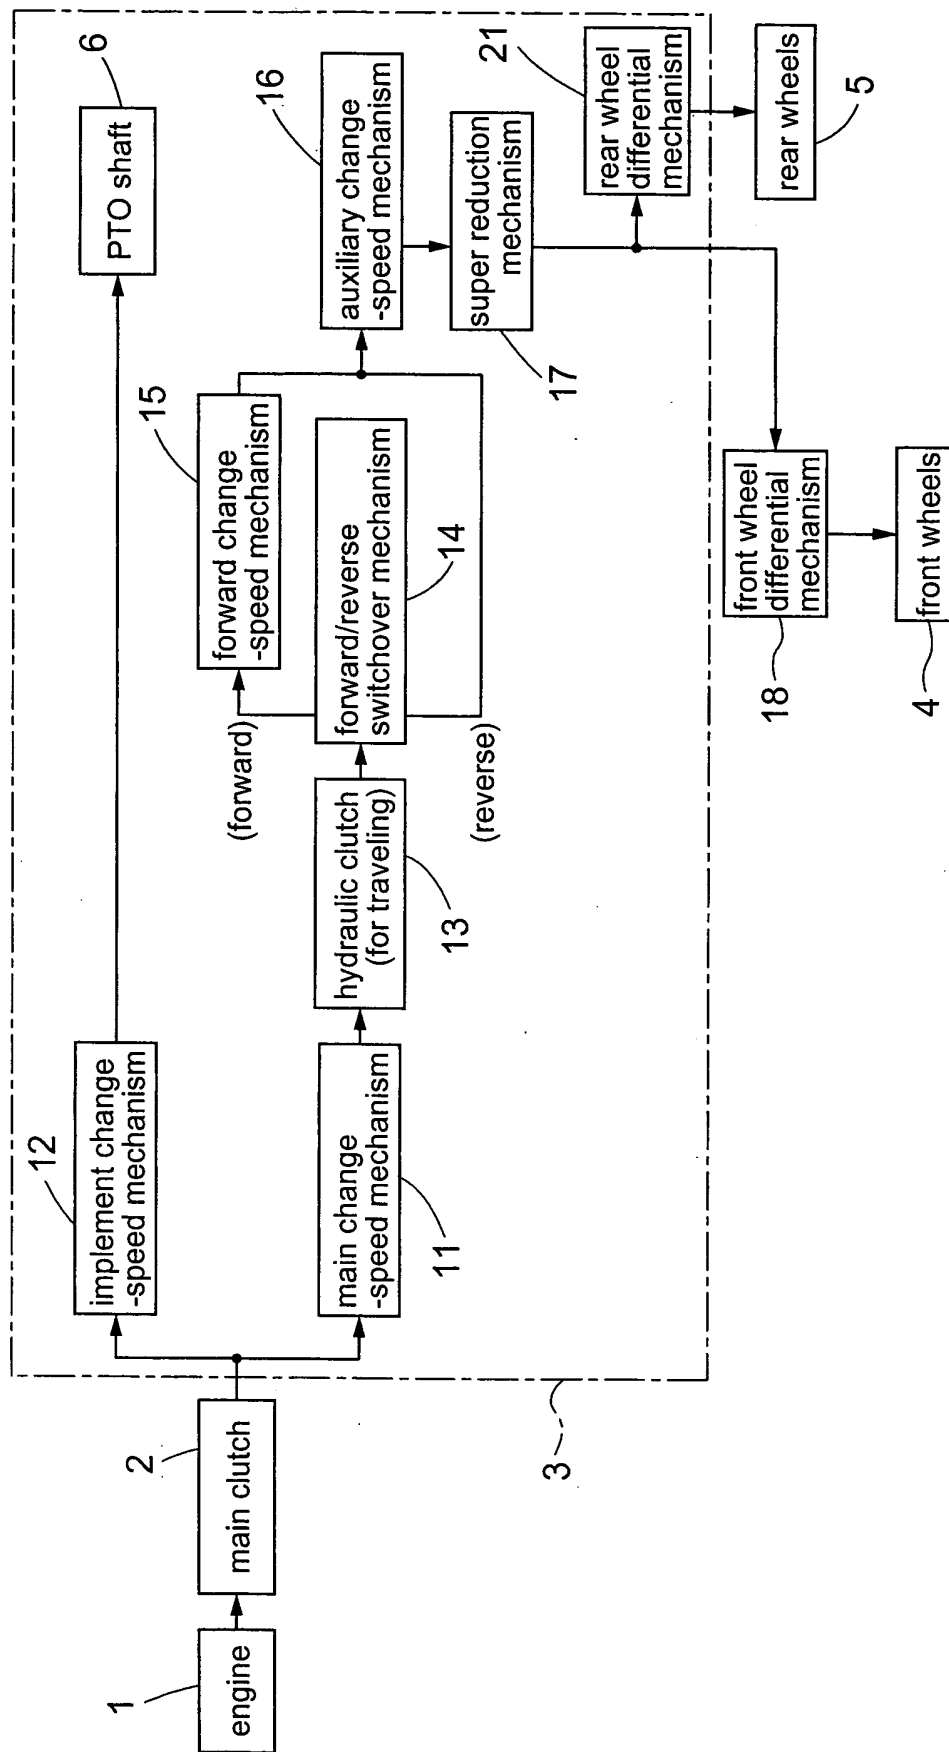 1
engine
2
main clutch
3
12
implement change
-speed mechanism
6
PTO shaft
main change
-speed mechanism
11
hydraulic clutch
(for traveling)
13
(forward)
15
forward change
-speed mechanism
forward/reverse
switchover mechanism
14
(reverse)
16
auxiliary change
-speed mechanism
super reduction
mechanism
17
21
rear wheel
differential
mechanism
rear wheels
5
front wheel
differential
mechanism
18
front wheels
4